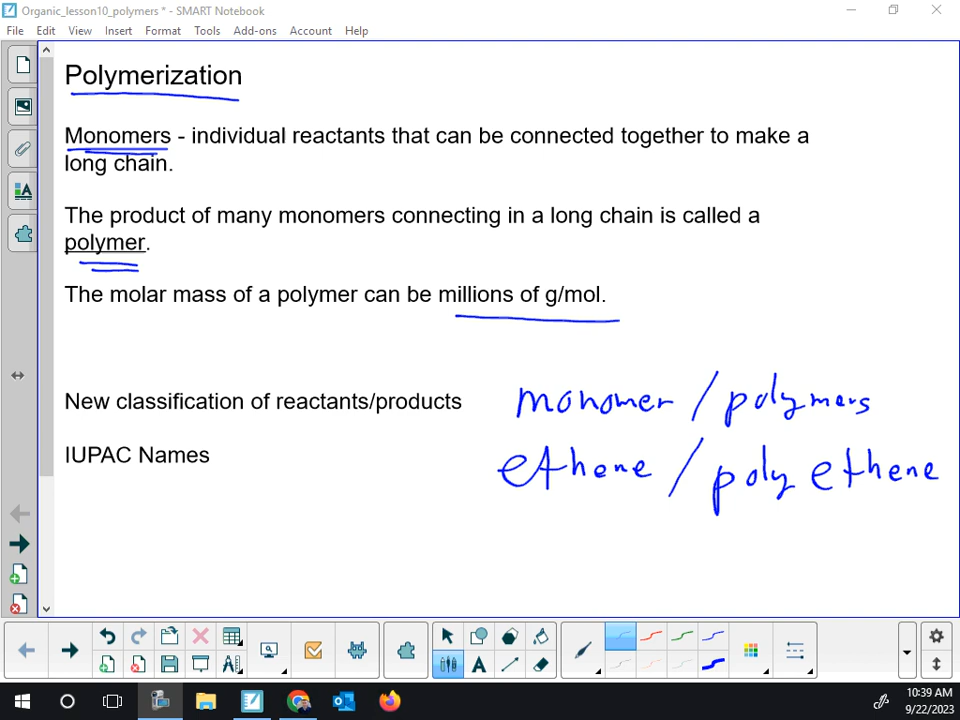 Organic_lesson10_polymers * - SMART Notebook
File Edit View Insert Format Tools Add-ons Account Help
Polymerization
Monomers - individual reactants that can be connected together to make a
long chain.
The product of many monomers connecting in a long chain is called a
polymer.
The molar mass of a polymer can be millions of g/mol.
New classification of reactants/products monomer / polymers
IUPAC Names ethene / poly ethene
10:39 AM
9/22/2023